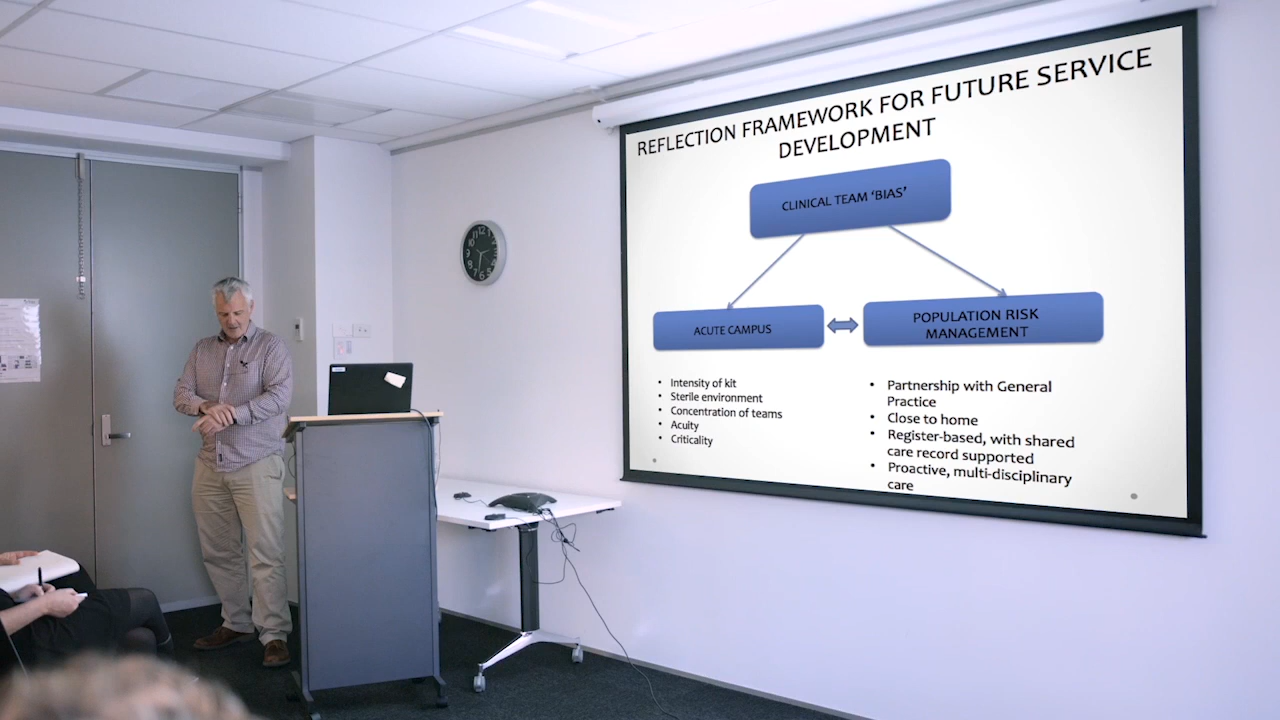 REFLECTION FRAMEWORK FOR FUTURE SERVICE
DEVELOPMENT
CLINICAL TEAM ‘BIAS’
ACUTE CAMPUS
POPULATION RISK
MANAGEMENT
• Intensity of kit
• Sterile environment
• Concentration of teams
• Acuity
• Criticality
• Partnership with General
Practice
• Close to home
• Register-based, with shared
care record supported
• Proactive, multi-disciplinary
care